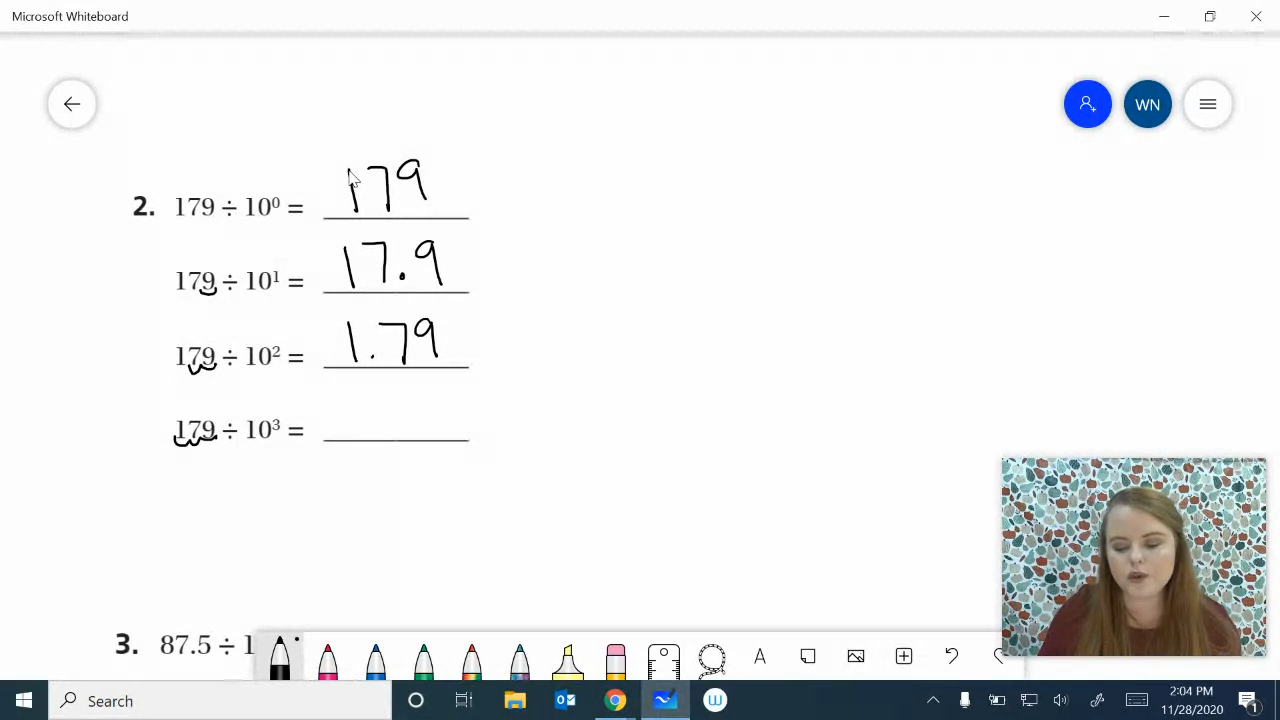 Microsoft Whiteboard
WN
2. 179 ÷ 10⁰ = 179
179 ÷ 10¹ = 17.9
179 ÷ 10² = 1.79
179 ÷ 10³ =
3. 87.5 ÷ 1
A
Search
2:04 PM
11/28/2020
1